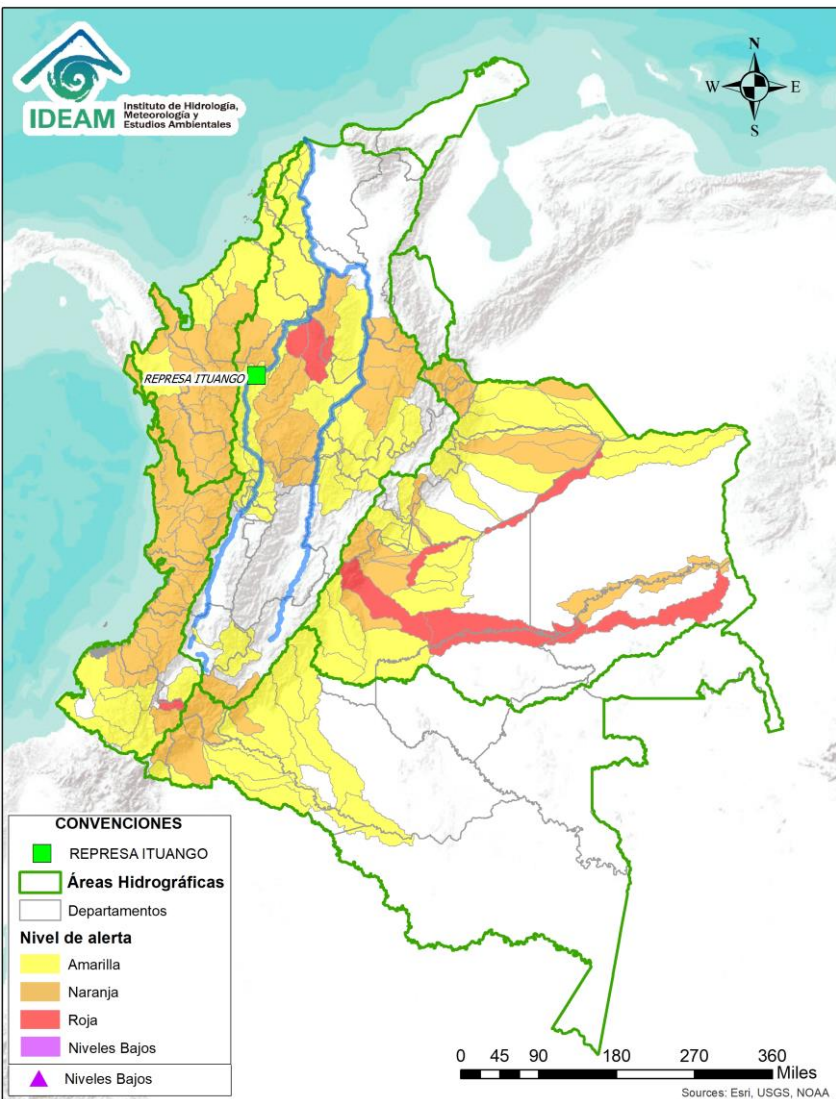 IDEAM
Instituto de Hidrología,
Meteorología y
Estudios Ambientales
N
W
E
S
REPRESA ITUANGO
CONVENCIONES
REPRESA ITUANGO
Áreas Hidrográficas
Departamentos
Nivel de alerta
Amarilla
Naranja
Roja
Niveles Bajos
Niveles Bajos
0 45 90 180 270 360
Miles
Sources: Esri, USGS, NOAA